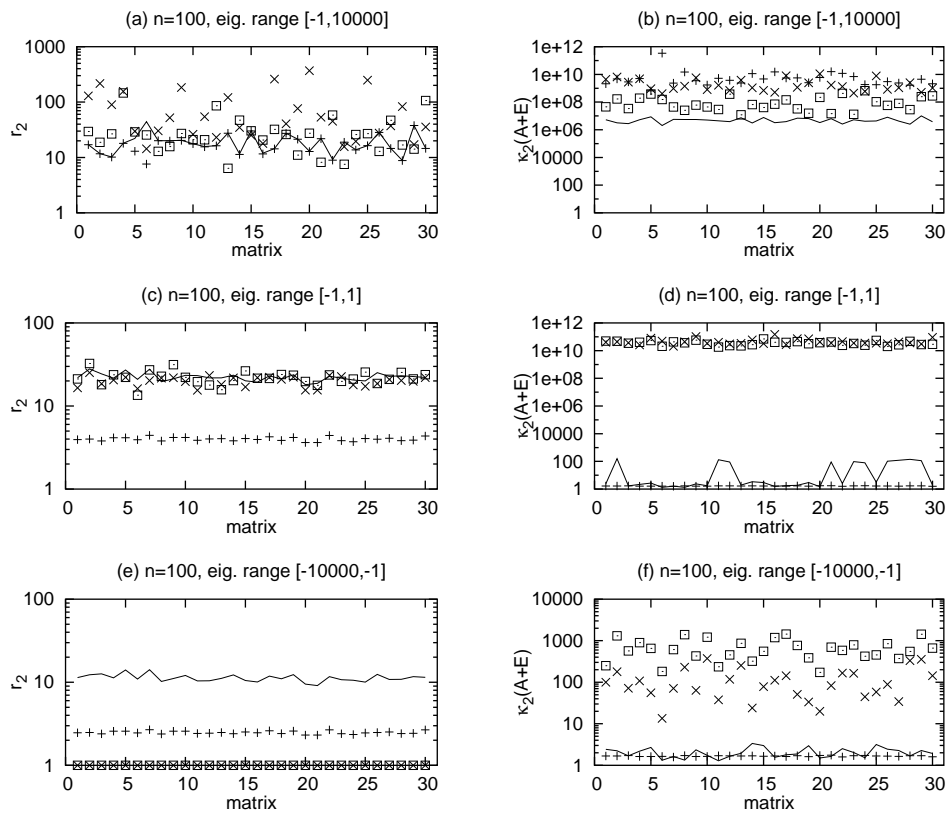 (a) n=100, eig. range [-1,10000]
1000
100
10
1
r₂
0 5 10 15 20 25 30
matrix
(b) n=100, eig. range [-1,10000]
1e+12
1e+10
1e+08
1e+06
10000
100
1
κ₂(A+E)
0 5 10 15 20 25 30
matrix
(c) n=100, eig. range [-1,1]
100
10
1
r₂
0 5 10 15 20 25 30
matrix
(d) n=100, eig. range [-1,1]
1e+12
1e+10
1e+08
1e+06
10000
100
1
κ₂(A+E)
0 5 10 15 20 25 30
matrix
(e) n=100, eig. range [-10000,-1]
100
10
1
r₂
0 5 10 15 20 25 30
matrix
(f) n=100, eig. range [-10000,-1]
10000
1000
100
10
1
κ₂(A+E)
0 5 10 15 20 25 30
matrix